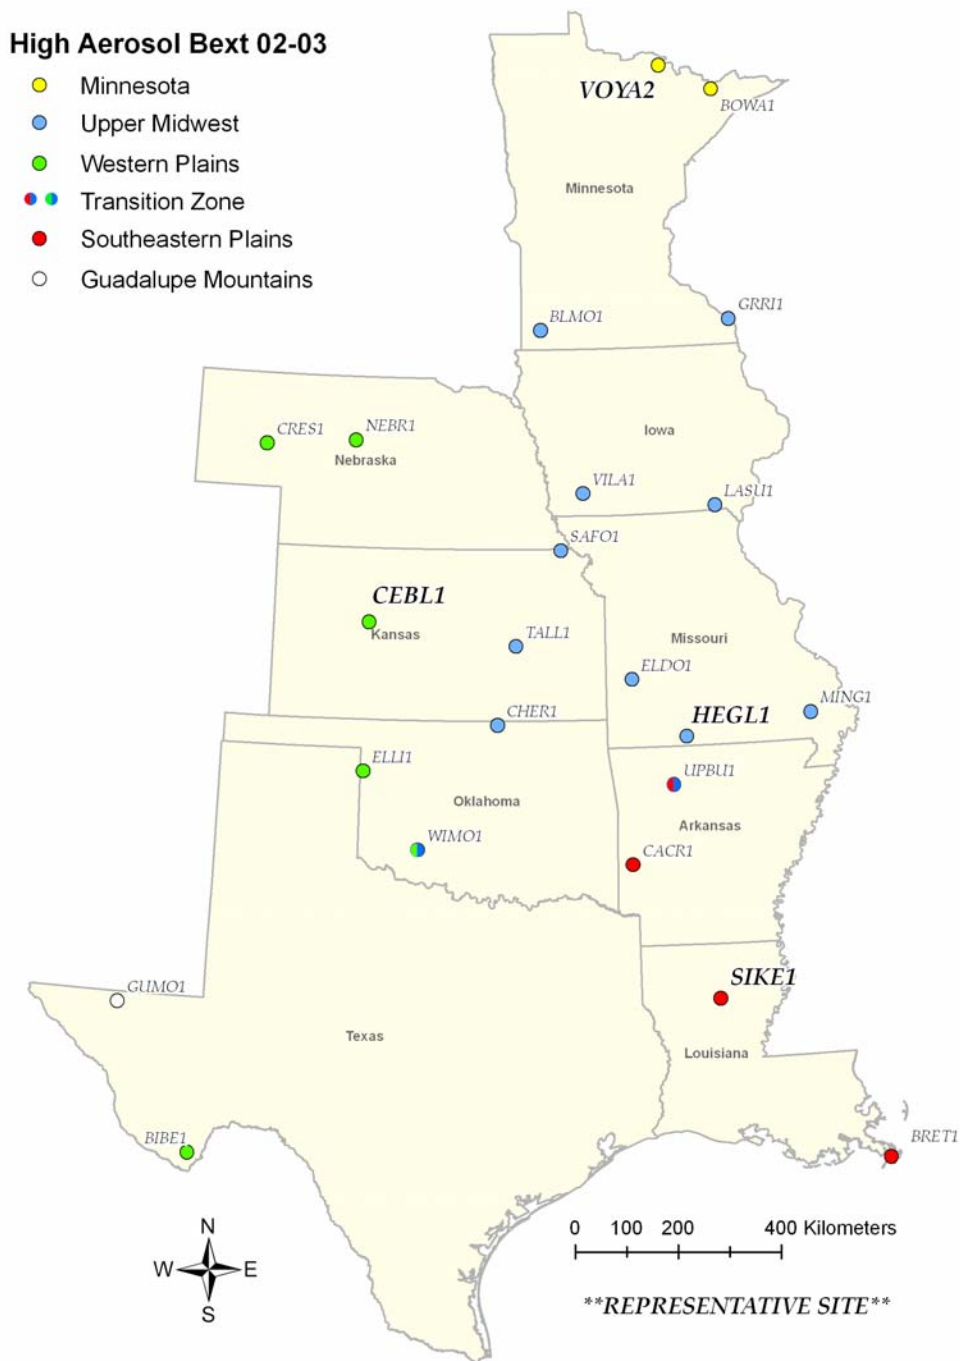 High Aerosol Bext 02-03
Minnesota
Upper Midwest
Western Plains
Transition Zone
Southeastern Plains
Guadalupe Mountains
VOYA2
BOWA1
Minnesota
BLMO1
GRRI1
CRES1
NEBR1
Nebraska
Iowa
VILA1
LASU1
SAFO1
CEBL1
Kansas
TALL1
Missouri
ELDO1
MING1
HEGL1
CHER1
ELLI1
UPBU1
Oklahoma
Arkansas
WIMO1
CACR1
SIKE1
GUMO1
Texas
Louisiana
BIBE1
BRET1
N
W E
S
0 100 200 400 Kilometers
**REPRESENTATIVE SITE**